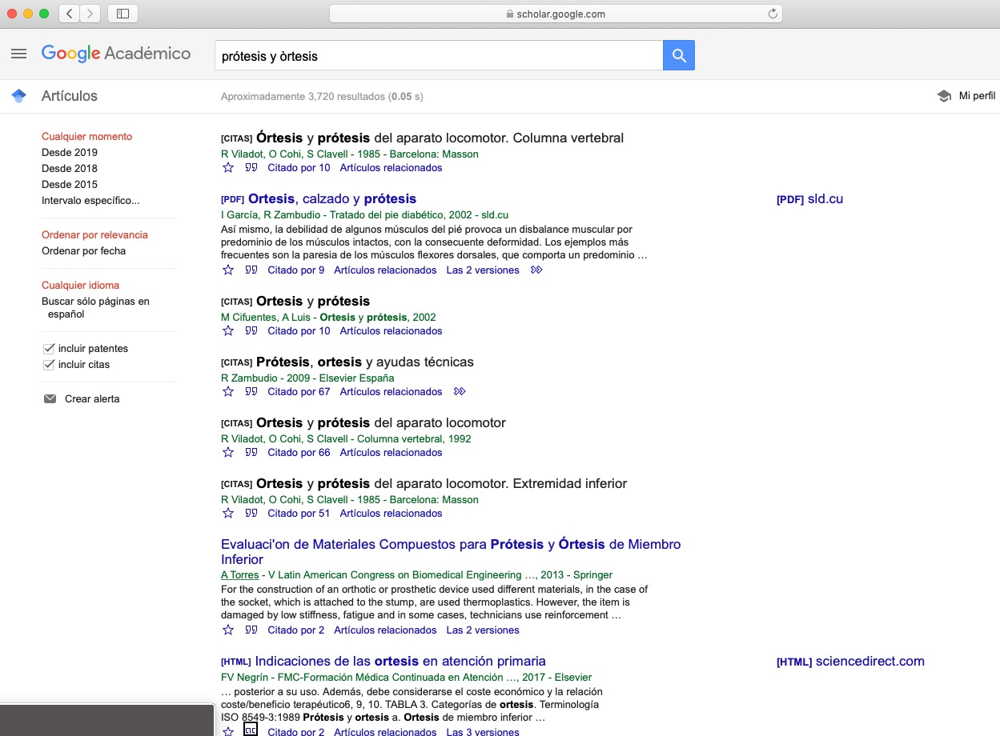 scholar.google.com
Google Académico
prótesis y òrtesis
Artículos
Aproximadamente 3,720 resultados (0.05 s)
Mi perfil
Cualquier momento
Desde 2019
Desde 2018
Desde 2015
Intervalo específico...
Ordenar por relevancia
Ordenar por fecha
Cualquier idioma
Buscar sólo páginas en
español
incluir patentes
incluir citas
Crear alerta
[CITAS] Órtesis y prótesis del aparato locomotor. Columna vertebral
R Viladot, O Cohi, S Clavell - 1985 - Barcelona: Masson
Citado por 10 Artículos relacionados
[PDF] Ortesis, calzado y prótesis
[PDF] sld.cu
I García, R Zambudio - Tratado del pie diabético, 2002 - sld.cu
Así mismo, la debilidad de algunos músculos del pié provoca un disbalance muscular por
predominio de los músculos intactos, con la consecuente deformidad. Los ejemplos más
frecuentes son la paresia de los músculos flexores dorsales, que comporta un predominio …
Citado por 9 Artículos relacionados Las 2 versiones
[CITAS] Ortesis y prótesis
M Cifuentes, A Luis - Ortesis y prótesis, 2002
Citado por 10 Artículos relacionados
[CITAS] Prótesis, ortesis y ayudas técnicas
R Zambudio - 2009 - Elsevier España
Citado por 67 Artículos relacionados
[CITAS] Ortesis y prótesis del aparato locomotor
R Viladot, O Cohi, S Clavell - Columna vertebral, 1992
Citado por 66 Artículos relacionados
[CITAS] Ortesis y prótesis del aparato locomotor. Extremidad inferior
R Viladot, O Cohi, S Clavell - 1985 - Barcelona: Masson
Citado por 51 Artículos relacionados
Evaluaci'on de Materiales Compuestos para Prótesis y Órtesis de Miembro
Inferior
A Torres - V Latin American Congress on Biomedical Engineering …, 2013 - Springer
For the construction of an orthotic or prosthetic device used different materials, in the case of
the socket, which is attached to the stump, are used thermoplastics. However, the item is
damaged by low stiffness, fatigue and in some cases, technicians use reinforcement …
Citado por 2 Artículos relacionados Las 2 versiones
[HTML] Indicaciones de las ortesis en atención primaria
[HTML] sciencedirect.com
FV Negrín - FMC-Formación Médica Continuada en Atención …, 2017 - Elsevier
… posterior a su uso. Además, debe considerarse el coste económico y la relación
coste/beneficio terapéutico6, 9, 10. TABLA 3. Categorías de ortesis. Terminología
ISO 8549-3:1989 Prótesis y ortesis a. Ortesis de miembro inferior …
Citado por 2 Artículos relacionados Las 3 versiones